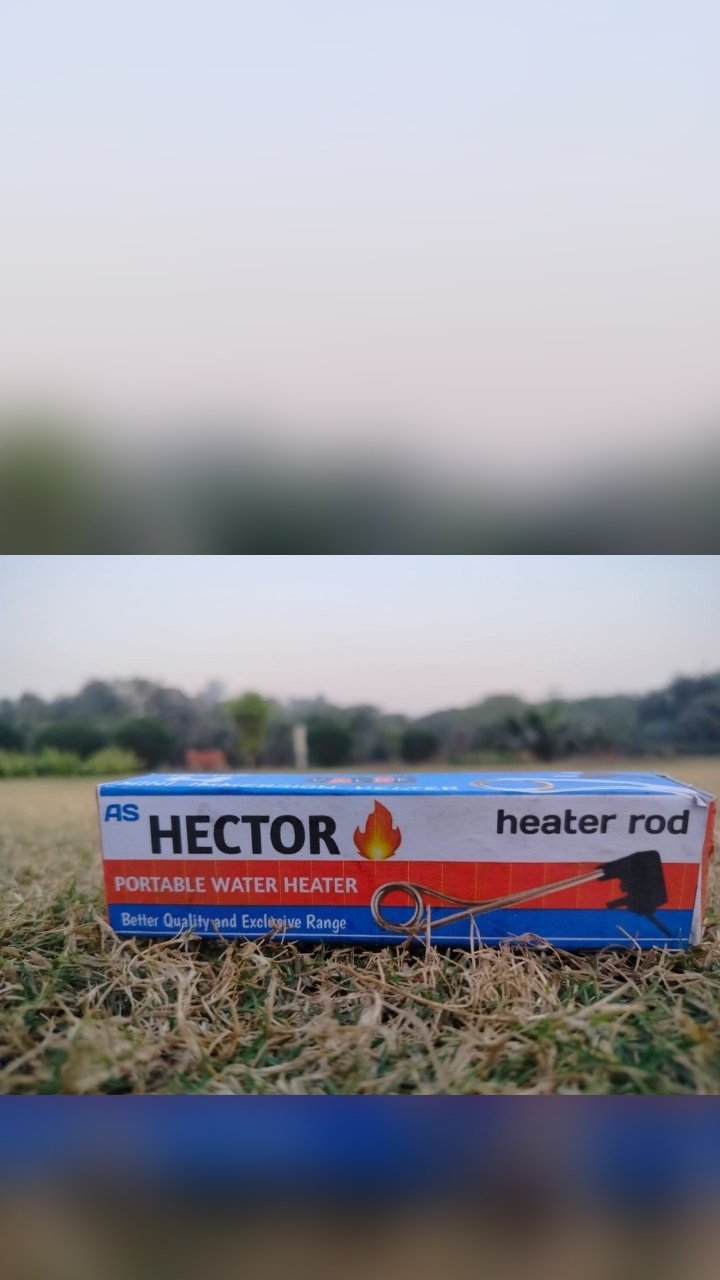 AS
HECTOR
heater rod
PORTABLE WATER HEATER
Better Quality and Exclusive Range